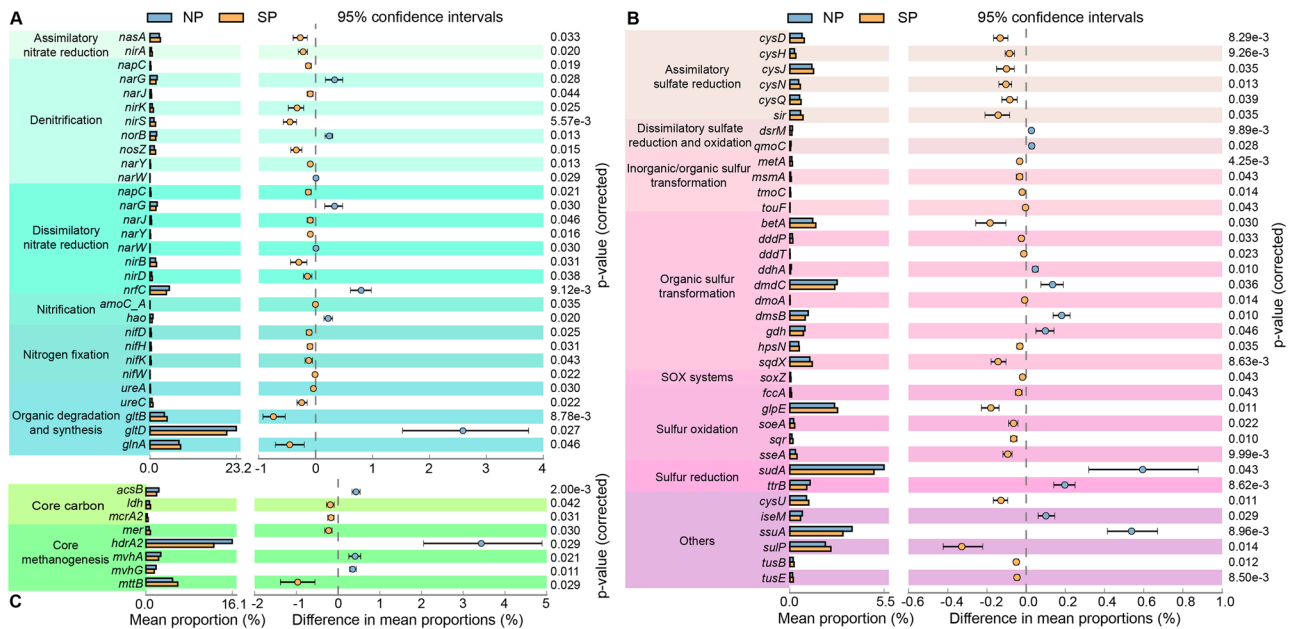 A NP SP 95% confidence intervals
Assimilatory nitrate reduction
nasA 0.033
nirA 0.020
Denitrification
napC 0.019
narG 0.028
narJ 0.044
nirK 0.025
nirS 5.57e-3
norB 0.013
nosZ 0.015
narY 0.013
narW 0.029
Dissimilatory nitrate reduction
napC 0.021
narG 0.030
narJ 0.046
narY 0.016
narW 0.030
nirB 0.031
nirD 0.038
nrfC 9.12e-3
Nitrification
amoC_A 0.035
hao 0.020
Nitrogen fixation
nifD 0.025
nifH 0.031
nifK 0.043
nifW 0.022
Organic degradation and synthesis
ureA 0.030
ureC 0.022
gltB 8.78e-3
gltD 0.027
glnA 0.046
0.0 23.2 -1 0 1 2 3 4
p-value (corrected)
Core carbon
acsB 2.00e-3
ldh 0.042
mcrA2 0.031
Core methanogenesis
mer 0.030
hdrA2 0.029
mvhA 0.021
mvhG 0.011
mttB 0.029
0.0 16.1 -2 -1 0 1 2 3 4 5
C Mean proportion (%) Difference in mean proportions (%)
p-value (corrected)
B NP SP 95% confidence intervals
Assimilatory sulfate reduction
cysD 8.29e-3
cysH 9.26e-3
cysJ 0.035
cysN 0.013
cysQ 0.039
sir 0.035
Dissimilatory sulfate reduction and oxidation
dsrM 9.89e-3
qmoC 0.028
Inorganic/organic sulfur transformation
metA 4.25e-3
msmA 0.043
tmoC 0.014
touF 0.043
Organic sulfur transformation
betA 0.030
dddP 0.033
dddT 0.023
ddhA 0.010
dmdC 0.036
dmoA 0.014
dmsB 0.010
gdh 0.046
hpsN 0.035
sqdX 8.63e-3
SOX systems
soxZ 0.043
Sulfur oxidation
fccA 0.043
glpE 0.011
soeA 0.022
sqr 0.010
sseA 9.99e-3
Sulfur reduction
sudA 0.043
ttrB 8.62e-3
Others
cysU 0.011
iseM 0.029
ssuA 8.96e-3
sulP 0.014
tusB 0.012
tusE 8.50e-3
0.0 5.5 -0.6 -0.4 -0.2 0.0 0.2 0.4 0.6 0.8 1.0
Mean proportion (%) Difference in mean proportions (%)
p-value (corrected)